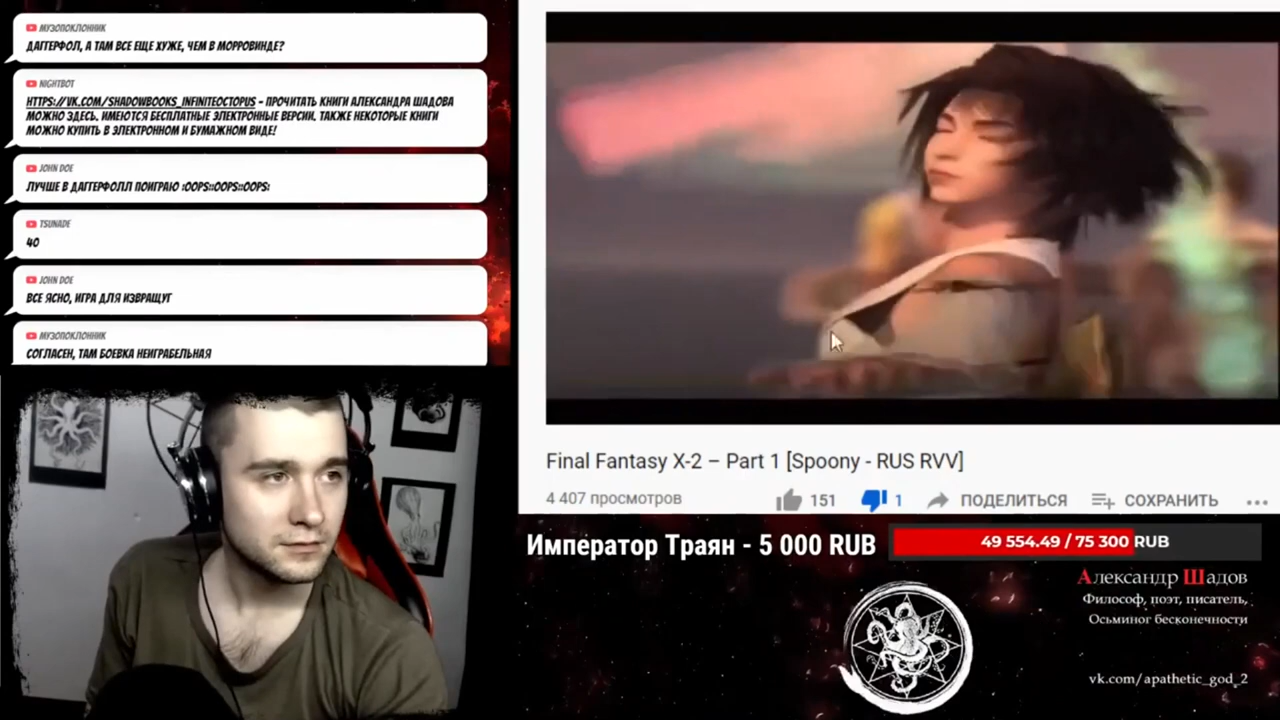 МУЗОПОКЛОННИК
ДАГГЕРФОЛ, А ТАМ ВСЕ ЕЩЕ ХУЖЕ, ЧЕМ В МОРРОВИНДЕ?
NIGHTBOT
HTTPS://VK.COM/SHADOWBOOKS_INFINITEOCTOPUS - ПРОЧИТАТЬ КНИГИ АЛЕКСАНДРА ШАДОВА
МОЖНО ЗДЕСЬ. ИМЕЮТСЯ БЕСПЛАТНЫЕ ЭЛЕКТРОННЫЕ ВЕРСИИ. ТАКЖЕ НЕКОТОРЫЕ КНИГИ
МОЖНО КУПИТЬ В ЭЛЕКТРОННОМ И БУМАЖНОМ ВИДЕ!
JOHN DOE
ЛУЧШЕ В ДАГГЕРФОЛЛ ПОИГРАЮ :OOPS::OOPS::OOPS:
TSUNADE
40
JOHN DOE
ВСЕ ЯСНО, ИГРА ДЛЯ ИЗВРАЩУГ
МУЗОПОКЛОННИК
СОГЛАСЕН, ТАМ БОЕВКА НЕИГРАБЕЛЬНАЯ
Final Fantasy X-2 – Part 1 [Spoony - RUS RVV]
4 407 просмотров
151
1
ПОДЕЛИТЬСЯ
СОХРАНИТЬ
Император Траян - 5 000 RUB
49 554.49 / 75 300 RUB
Александр Шадов
Философ, поэт, писатель,
Осьминог бесконечности
vk.com/apathetic_god_2